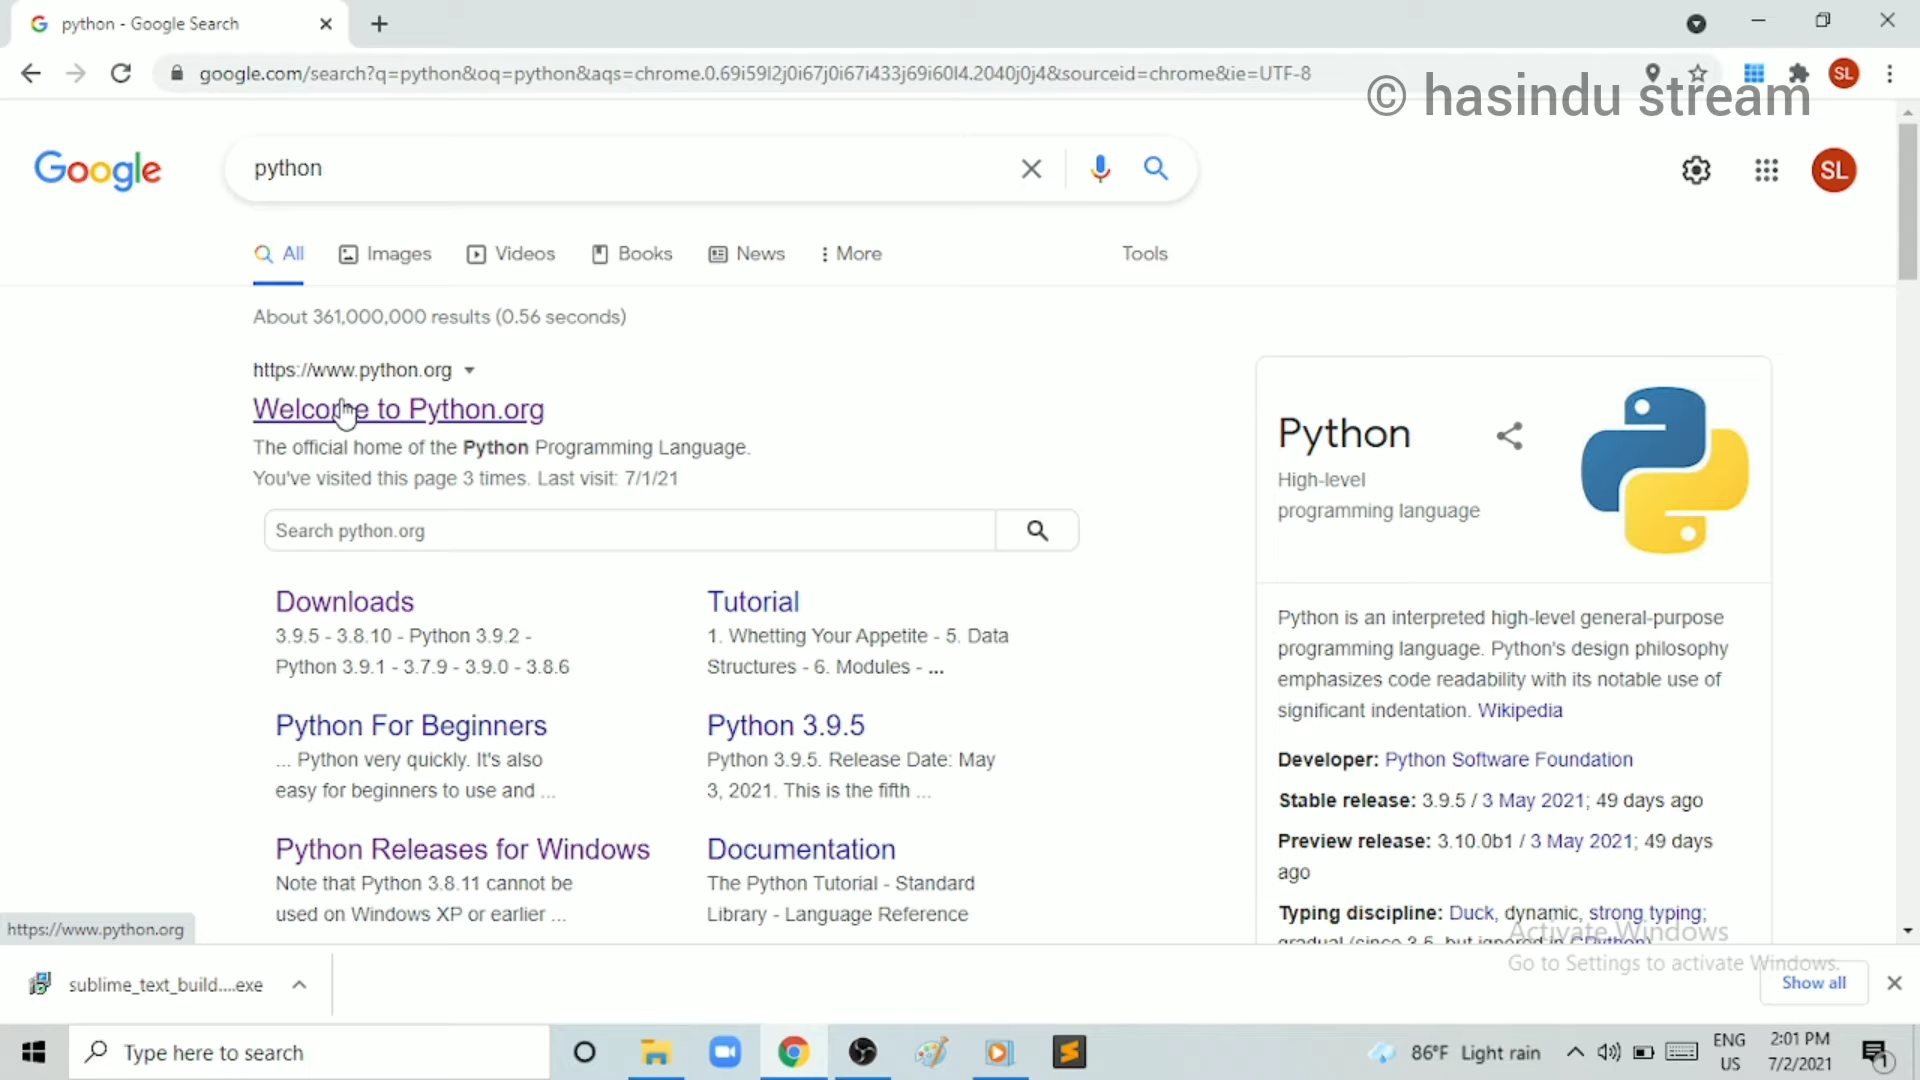 python - Google Search
google.com/search?q=python&oq=python&aqs=chrome.0.69i59l2j0i67j0i67i433j69i60l4.2040j0j4&sourceid=chrome&ie=UTF-8
SL
© hasindu stream
Google
python
SL
All
Images
Videos
Books
News
More
Tools
About 361,000,000 results (0.56 seconds)
https://www.python.org
Welcome to Python.org
The official home of the Python Programming Language.
You've visited this page 3 times. Last visit: 7/1/21
Search python.org
Downloads
3.9.5 - 3.8.10 - Python 3.9.2 -
Python 3.9.1 - 3.7.9 - 3.9.0 - 3.8.6
Tutorial
1. Whetting Your Appetite - 5. Data
Structures - 6. Modules - ...
Python For Beginners
... Python very quickly. It's also
easy for beginners to use and ...
Python 3.9.5
Python 3.9.5. Release Date: May
3, 2021. This is the fifth ...
Python Releases for Windows
Note that Python 3.8.11 cannot be
used on Windows XP or earlier ...
Documentation
The Python Tutorial - Standard
Library - Language Reference
Python
High-level
programming language
Python is an interpreted high-level general-purpose
programming language. Python's design philosophy
emphasizes code readability with its notable use of
significant indentation. Wikipedia
Developer: Python Software Foundation
Stable release: 3.9.5 / 3 May 2021; 49 days ago
Preview release: 3.10.0b1 / 3 May 2021; 49 days
ago
Typing discipline: Duck, dynamic, strong typing;
gradual (since 3.5, but ignored in CPython)
Activate Windows
Go to Settings to activate Windows.
https://www.python.org
sublime_text_build....exe
Show all
Type here to search
86°F Light rain
ENG
US
2:01 PM
7/2/2021
1